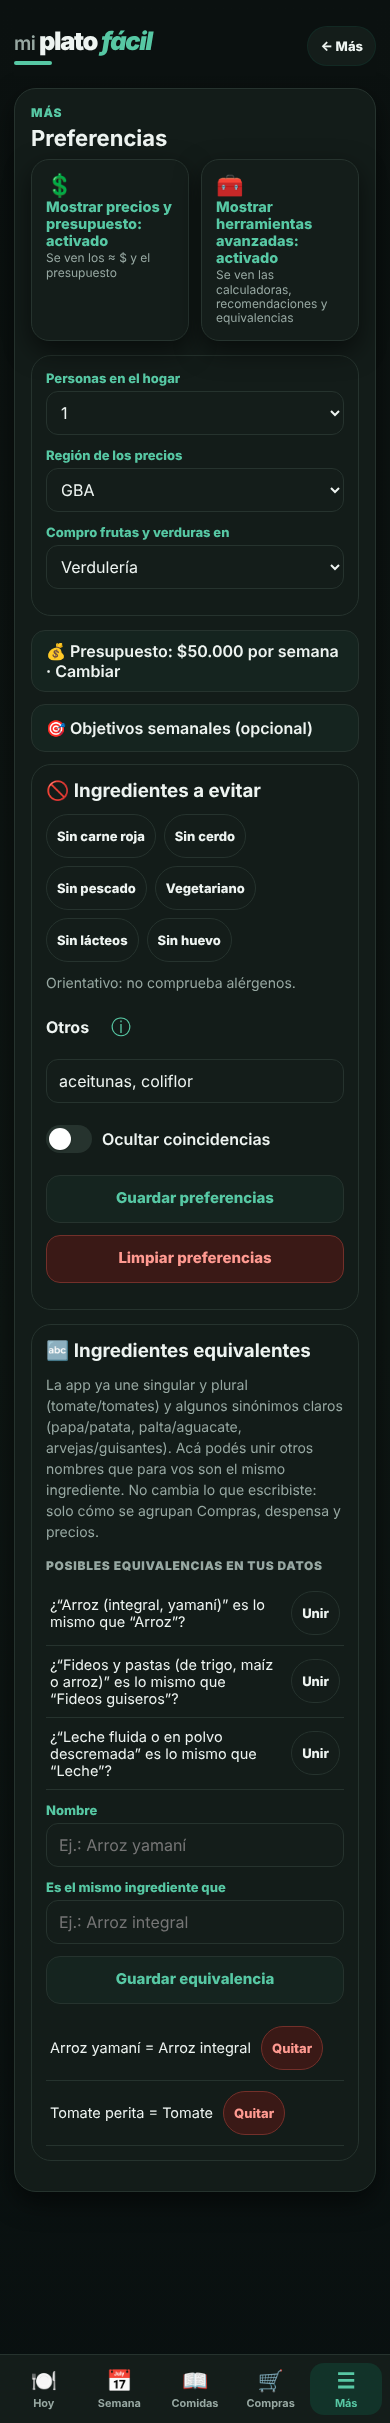 mi plato fácil
← Más
MÁS
Preferencias
Mostrar precios y
presupuesto:
activado
Se ven los ≈ $ y el
presupuesto
Mostrar
herramientas
avanzadas:
activado
Se ven las
calculadoras,
recomendaciones y
equivalencias
Personas en el hogar
1
Región de los precios
GBA
Compro frutas y verduras en
Verdulería
Presupuesto: $50.000 por semana
· Cambiar
Objetivos semanales (opcional)
Ingredientes a evitar
Sin carne roja
Sin cerdo
Sin pescado
Vegetariano
Sin lácteos
Sin huevo
Orientativo: no comprueba alérgenos.
Otros ⓘ
aceitunas, coliflor
Ocultar coincidencias
Guardar preferencias
Limpiar preferencias
abc Ingredientes equivalentes
La app ya une singular y plural
(tomate/tomates) y algunos sinónimos claros
(papa/patata, palta/aguacate,
arvejas/guisantes). Acá podés unir otros
nombres que para vos son el mismo
ingrediente. No cambia lo que escribiste:
solo cómo se agrupan Compras, despensa y
precios.
POSIBLES EQUIVALENCIAS EN TUS DATOS
¿“Arroz (integral, yamaní)” es lo
mismo que “Arroz”?
Unir
¿“Fideos y pastas (de trigo, maíz
o arroz)” es lo mismo que
“Fideos guiseros”?
Unir
¿“Leche fluida o en polvo
descremada” es lo mismo que
“Leche”?
Unir
Nombre
Ej.: Arroz yamaní
Es el mismo ingrediente que
Ej.: Arroz integral
Guardar equivalencia
Arroz yamaní = Arroz integral
Quitar
Tomate perita = Tomate
Quitar
Hoy
Semana
Comidas
Compras
Más